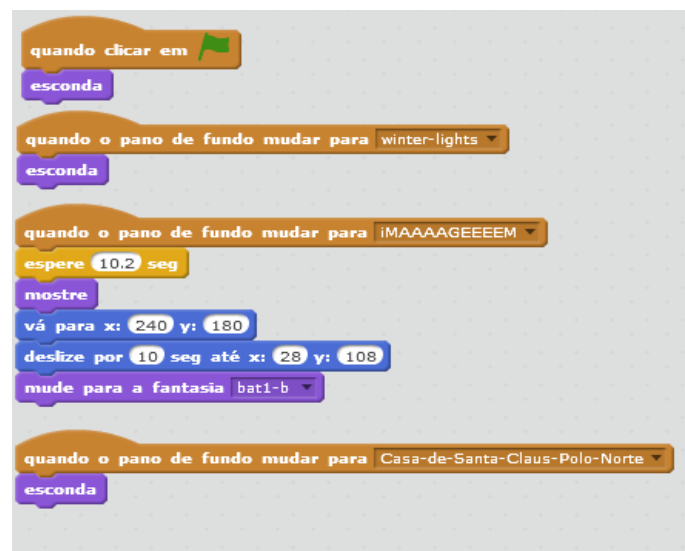 quando clicar em
esconda
quando o pano de fundo mudar para winter-lights
esconda
quando o pano de fundo mudar para iMAAAAGEEEEM
espere 10.2 seg
mostre
vá para x: 240 y: 180
deslize por 10 seg até x: 28 y: 108
mude para a fantasia bat1-b
quando o pano de fundo mudar para Casa-de-Santa-Claus-Polo-Norte
esconda